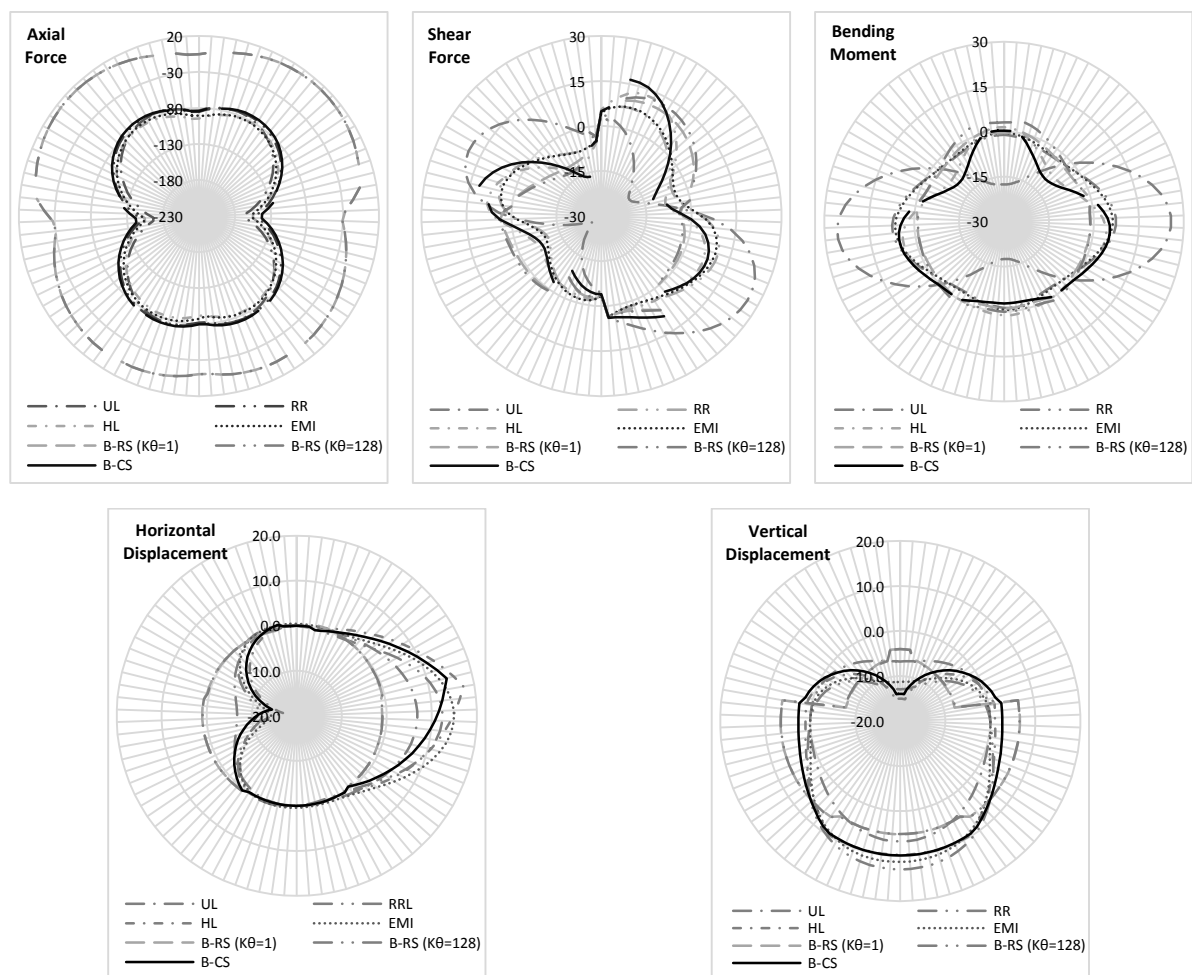 Axial
Force
20
-30
-80
-130
-180
-230
UL
RR
HL
EMI
B-RS (Kθ=1)
B-RS (Kθ=128)
B-CS
Shear
Force
30
15
0
-15
-30
UL
RR
HL
EMI
B-RS (Kθ=1)
B-RS (Kθ=128)
B-CS
Bending
Moment
30
15
0
-15
-30
UL
RR
HL
EMI
B-RS (Kθ=1)
B-RS (Kθ=128)
B-CS
Horizontal
Displacement
20.0
10.0
0.0
10.0
-20.0
UL
RRL
HL
EMI
B-RS (Kθ=1)
B-RS (Kθ=128)
B-CS
Vertical
Displacement
20.0
10.0
0.0
-10.0
-20.0
UL
RR
HL
EMI
B-RS (Kθ=1)
B-RS (Kθ=128)
B-CS